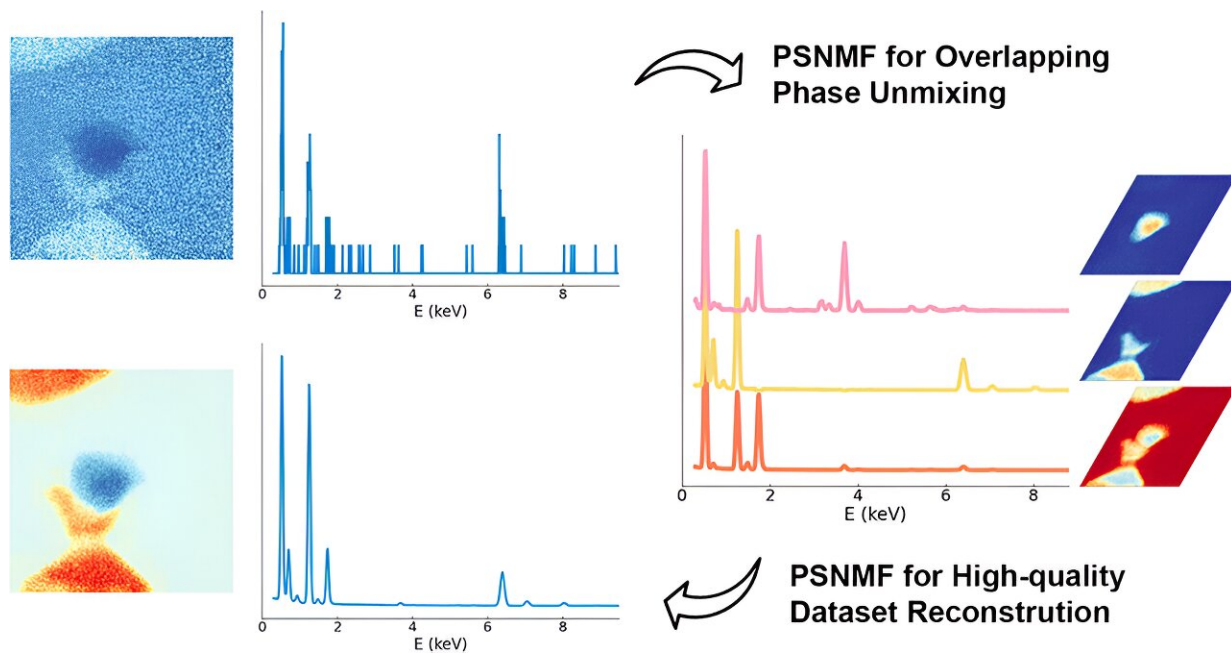 PSNMF for Overlapping
Phase Unmixing
0 2 4 6 8
E (keV)
0 2 4 6 8
E (keV)
0 2 4 6 8
E (keV)
PSNMF for High-quality
Dataset Reconstrution